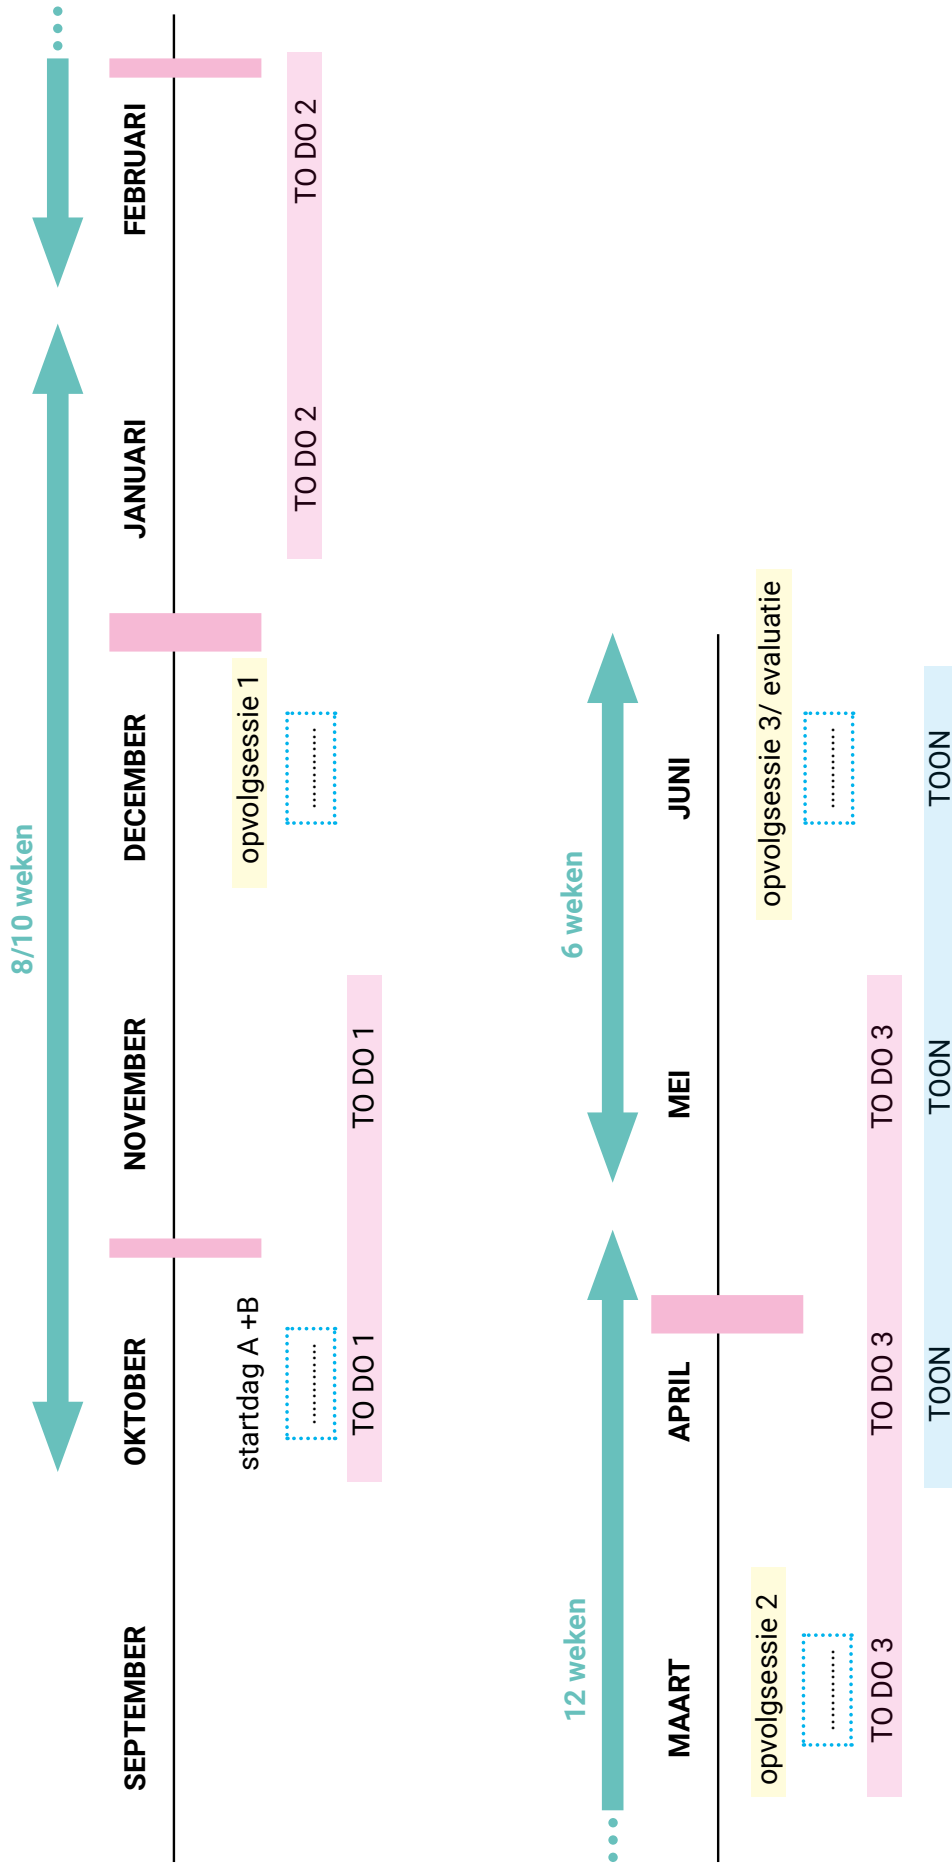 8/10 weken
SEPTEMBER OKTOBER NOVEMBER DECEMBER JANUARI FEBRUARI
startdag A +B opvolgsessie 1
............ ............
TO DO 2 TO DO 2
TO DO 1 TO DO 1
12 weken 6 weken
MAART APRIL MEI JUNI
opvolgsessie 2 opvolgsessie 3/ evaluatie
............ ............
TO DO 3 TO DO 3 TO DO 3
TOON TOON TOON